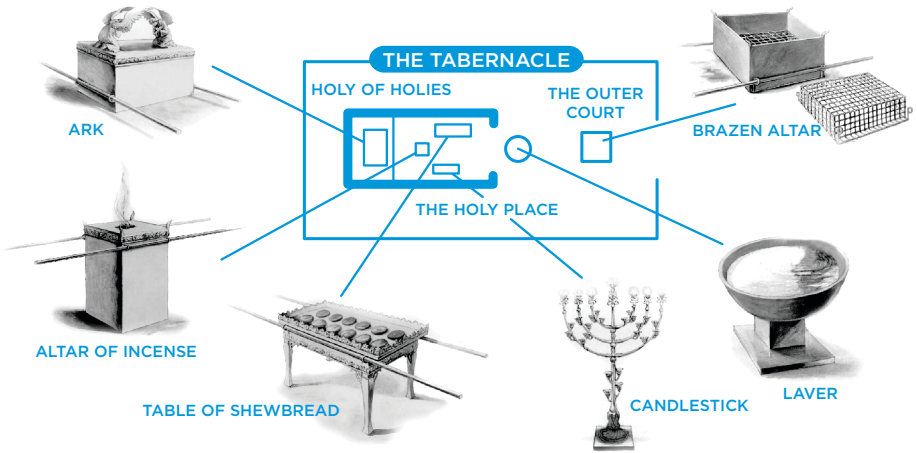 THE TABERNACLE
HOLY OF HOLIES
THE OUTER
COURT
ARK
BRAZEN ALTAR
THE HOLY PLACE
ALTAR OF INCENSE
TABLE OF SHEWBREAD
CANDLESTICK
LAVER